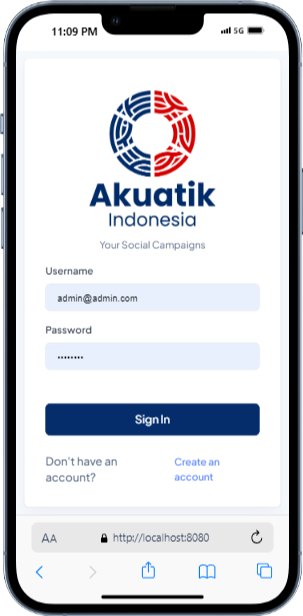 11:09 PM
5G
Akuatik
Indonesia
Your Social Campaigns
Username
admin@admin.com
Password
••••••••
Sign In
Don't have an
account?
Create an
account
AA
http://localhost:8080